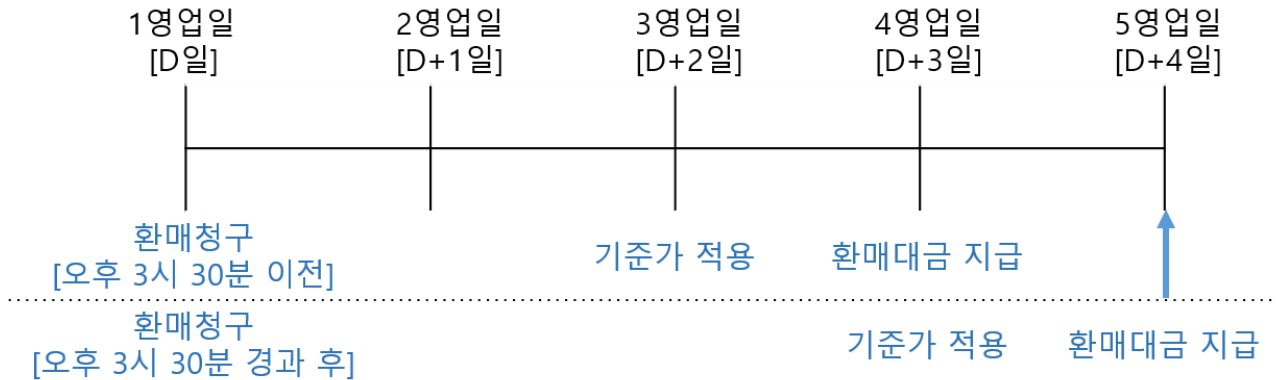 1영업일 2영업일 3영업일 4영업일 5영업일
[D일] [D+1일] [D+2일] [D+3일] [D+4일]
환매청구
[오후 3시 30분 이전]
기준가 적용
환매대금 지급
환매청구
[오후 3시 30분 경과 후]
기준가 적용
환매대금 지급